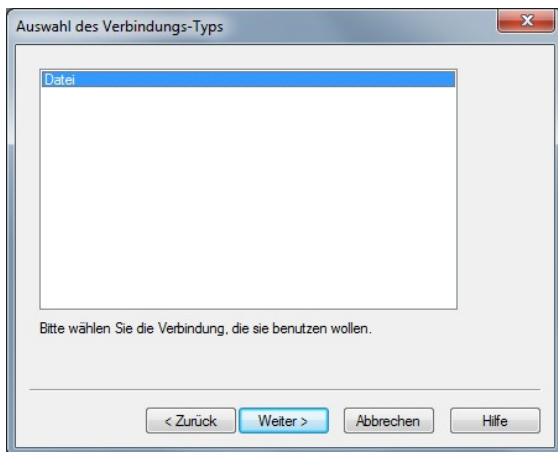 Auswahl des Verbindungs-Typs
Datei
Bitte wählen Sie die Verbindung, die sie benutzen wollen.
< Zurück Weiter > Abbrechen Hilfe